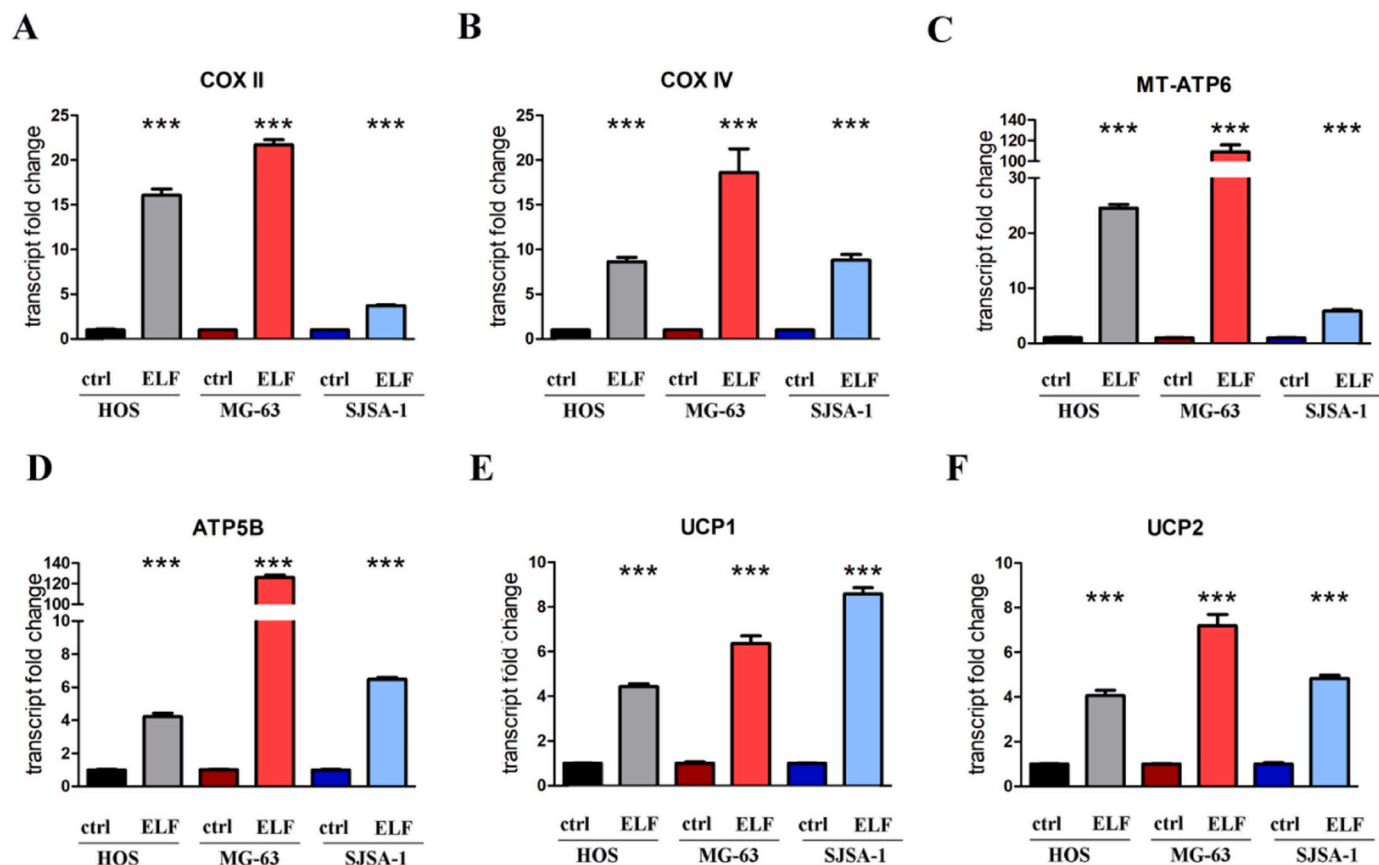 A
COX II
transcript fold change
25
20
15
10
5
0
*** *** ***
ctrl ELF ctrl ELF ctrl ELF
HOS MG-63 SJSA-1
B
COX IV
transcript fold change
25
20
15
10
5
0
*** *** ***
ctrl ELF ctrl ELF ctrl ELF
HOS MG-63 SJSA-1
C
MT-ATP6
transcript fold change
140
120
100
30
20
10
0
*** *** ***
ctrl ELF ctrl ELF ctrl ELF
HOS MG-63 SJSA-1
D
ATP5B
transcript fold change
140
120
100
10
8
6
4
2
0
*** *** ***
ctrl ELF ctrl ELF ctrl ELF
HOS MG-63 SJSA-1
E
UCP1
transcript fold change
10
8
6
4
2
0
*** *** ***
ctrl ELF ctrl ELF ctrl ELF
HOS MG-63 SJSA-1
F
UCP2
transcript fold change
10
8
6
4
2
0
*** *** ***
ctrl ELF ctrl ELF ctrl ELF
HOS MG-63 SJSA-1